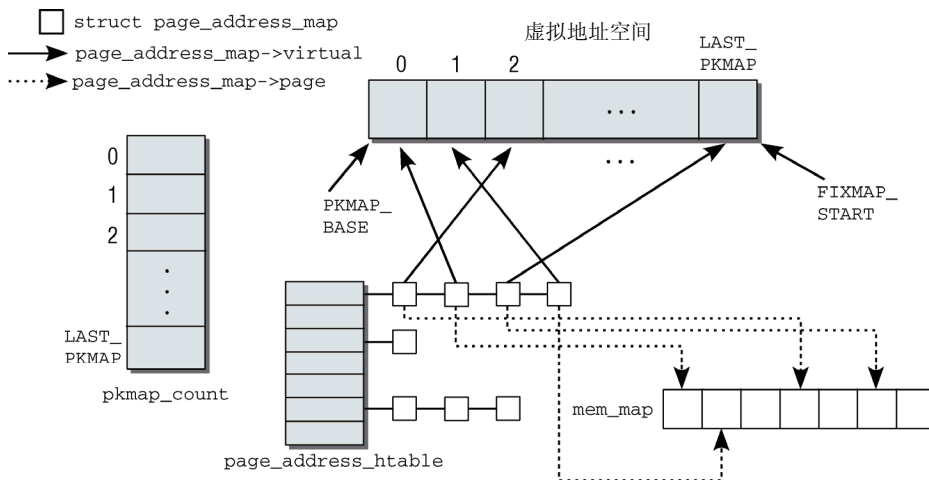 struct page_address_map
page_address_map->virtual
page_address_map->page
虚拟地址空间
0
1
2
LAST_
PKMAP
...
...
PKMAP_
BASE
FIXMAP_
START
0
1
2
LAST_
PKMAP
pkmap_count
page_address_htable
mem_map